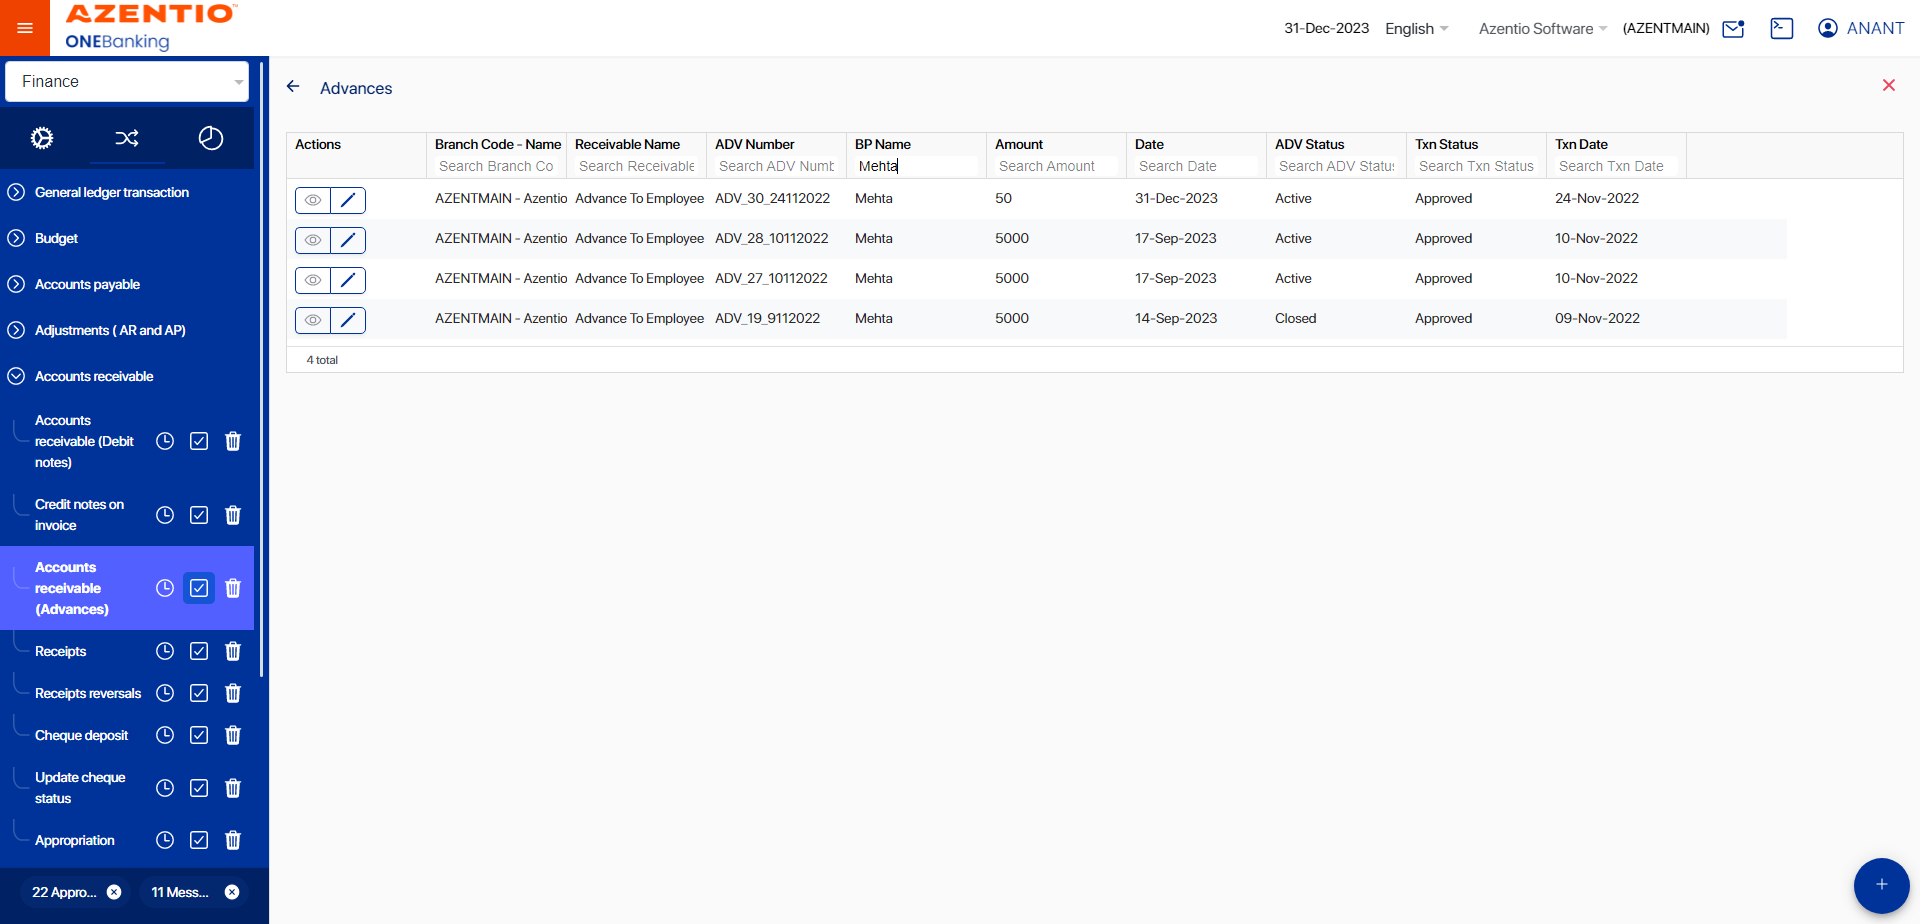 AZENTIO™
ONEBanking
31-Dec-2023 English Azentio Software (AZENTMAIN) ANANT
Finance
General ledger transaction
Budget
Accounts payable
Adjustments ( AR and AP)
Accounts receivable
Accounts
receivable (Debit
notes)
Credit notes on
invoice
Accounts
receivable
(Advances)
Receipts
Receipts reversals
Cheque deposit
Update cheque
status
Appropriation
22 Appro... 11 Mess...
Advances
Actions Branch Code - Name Receivable Name ADV Number BP Name Amount Date ADV Status Txn Status Txn Date
Search Branch Co Search Receivable Search ADV Numb Mehta Search Amount Search Date Search ADV Status Search Txn Status Search Txn Date
AZENTMAIN - Azentio Advance To Employee ADV_30_24112022 Mehta 50 31-Dec-2023 Active Approved 24-Nov-2022
AZENTMAIN - Azentio Advance To Employee ADV_28_10112022 Mehta 5000 17-Sep-2023 Active Approved 10-Nov-2022
AZENTMAIN - Azentio Advance To Employee ADV_27_10112022 Mehta 5000 17-Sep-2023 Active Approved 10-Nov-2022
AZENTMAIN - Azentio Advance To Employee ADV_19_9112022 Mehta 5000 14-Sep-2023 Closed Approved 09-Nov-2022
4 total